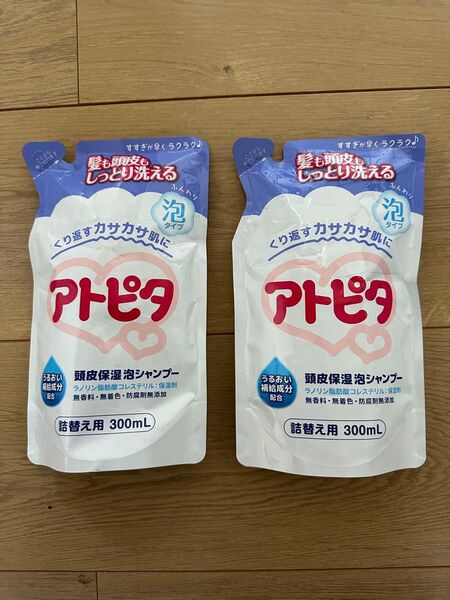 すすぎが早くラクラク♪
髪も頭皮も
しっとり洗える
ふんわり
泡
タイプ
くり返すカサカサ肌に
アトピタ
うるおい
補給成分
配合
頭皮保湿泡シャンプー
ラノリン脂肪酸コレステリル:保湿剤
無香料・無着色・防腐剤無添加
詰替え用 300mL
すすぎが早くラクラク♪
髪も頭皮も
しっとり洗える
ふんわり
泡
タイプ
くり返すカサカサ肌に
アトピタ
うるおい
補給成分
配合
頭皮保湿泡シャンプー
ラノリン脂肪酸コレステリル:保湿剤
無香料・無着色・防腐剤無添加
詰替え用 300mL